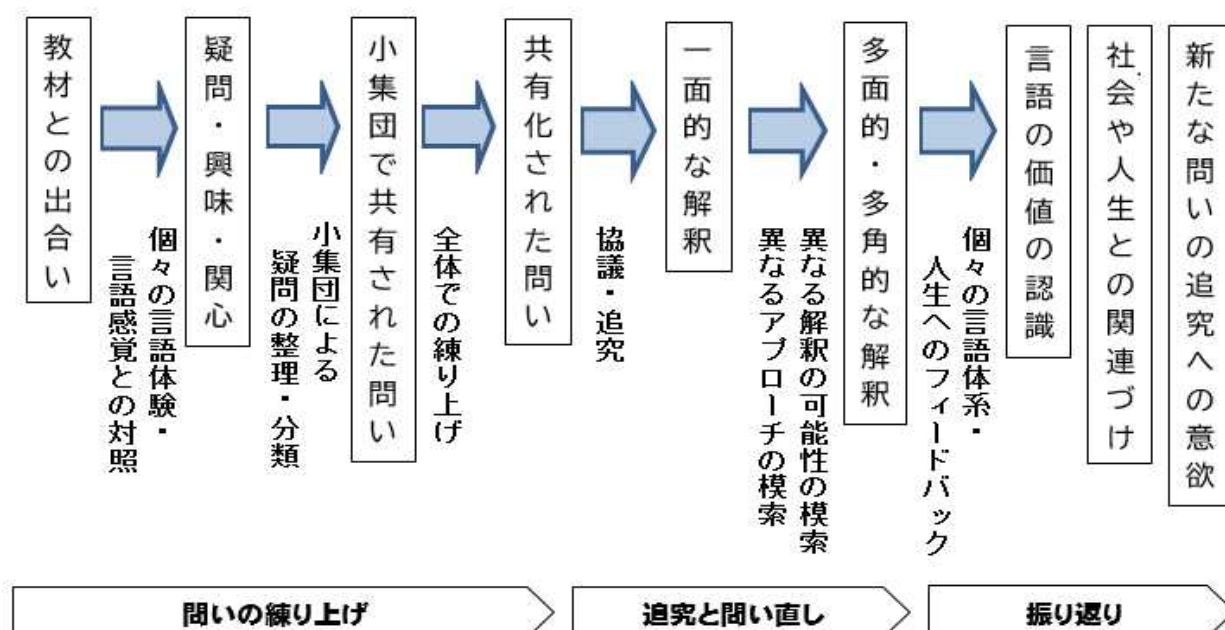 教材との出合い
個々の言語体験・
言語感覚との対照
疑問・興味・関心
小集団による
疑問の整理・分類
小集団で共有された問い
全体での練り上げ
共有化された問い
協議・追究
一面的な解釈
異なる解釈の可能性の模索
異なるアプローチの模索
多面的・多角的な解釈
個々の言語体系・
人生へのフィードバック
言語の価値の認識
社会や人生との関連づけ
新たな問いの追究への意欲
問いの練り上げ
追究と問い直し
振り返り